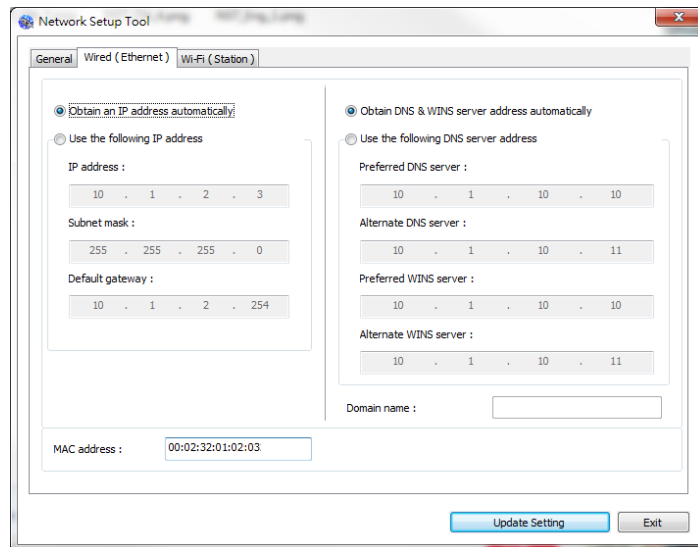 Network Setup Tool
General
Wired ( Ethernet )
Wi-Fi ( Station )
Obtain an IP address automatically
Use the following IP address
IP address :
10 . 1 . 2 . 3
Subnet mask :
255 . 255 . 255 . 0
Default gateway :
10 . 1 . 2 . 254
Obtain DNS & WINS server address automatically
Use the following DNS server address
Preferred DNS server :
10 . 1 . 10 . 10
Alternate DNS server :
10 . 1 . 10 . 11
Preferred WINS server :
10 . 1 . 10 . 10
Alternate WINS server :
10 . 1 . 10 . 11
Domain name :
MAC address :
00:02:32:01:02:03
Update Setting
Exit